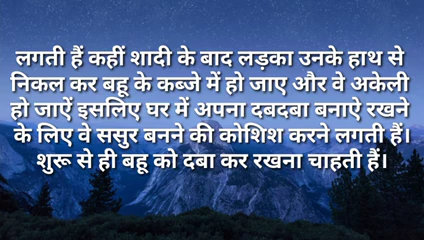 लगती हैं कहीं शादी के बाद लड़का उनके हाथ से
निकल कर बहू के कब्जे में हो जाए और वे अकेली
हो जाऐं इसलिए घर में अपना दबदबा बनाऐ रखने
के लिए वे ससुर बनने की कोशिश करने लगती हैं।
शुरू से ही बहू को दबा कर रखना चाहती हैं।